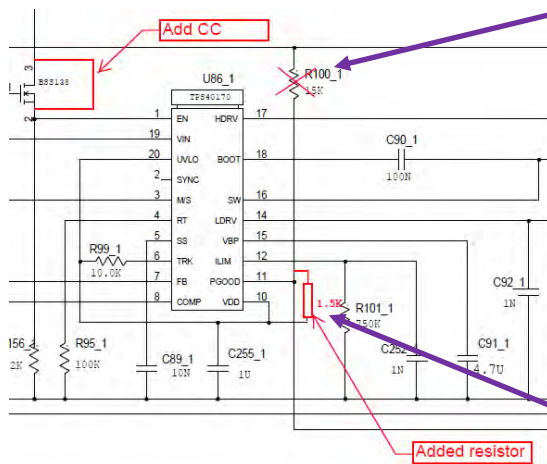 Add CC
3
BSS138
2
U86_1
TPS40170
R100_1
15K
1 EN HDRV 17
19 VIN
20 UVLO BOOT 18
C90_1
100N
2 SYNC
3 M/S SW 16
4 RT LDRV 14
5 SS VBP 15
R99_1
10.0K
6 TRK ILIM 12
7 FB PGOOD 11
8 COMP VDD 10
1.5K
R101_1
750K
C92_1
1N
R95_1
100K
C89_1
10N
C255_1
1U
C252_1
1N
C91_1
4.7U
2K
Added resistor